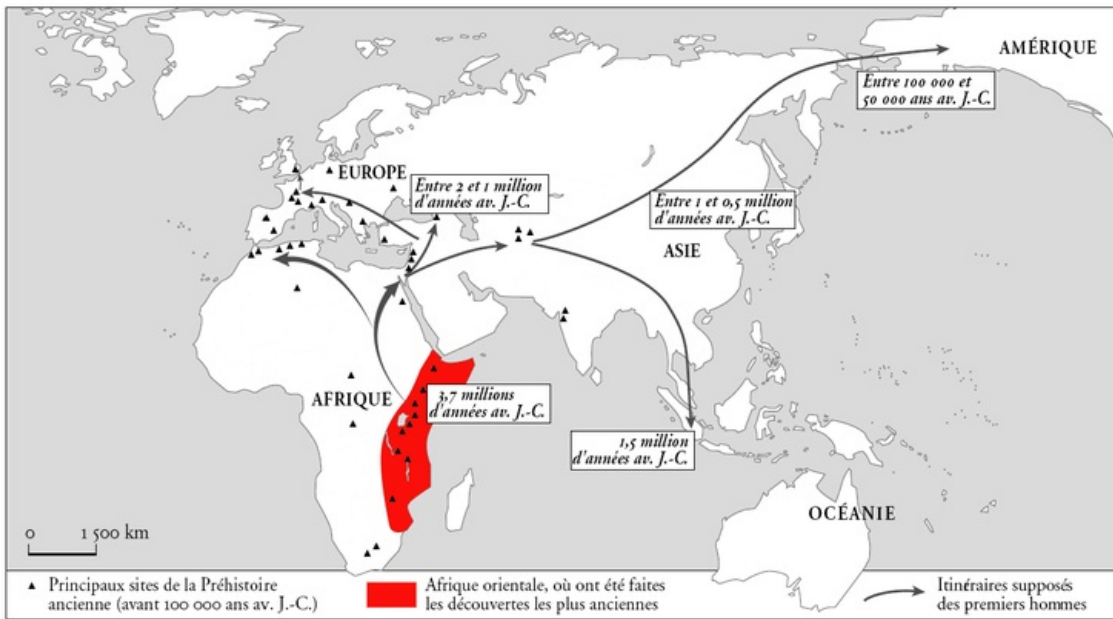 AMÉRIQUE
Entre 100 000 et
50 000 ans av. J.-C.
EUROPE
Entre 2 et 1 million
d'années av. J.-C.
Entre 1 et 0,5 million
d'années av. J.-C.
ASIE
AFRIQUE
3,7 millions
d'années av. J.-C.
1,5 million
d'années av. J.-C.
OCÉANIE
0 1 500 km
Principaux sites de la Préhistoire
ancienne (avant 100 000 ans av. J.-C.)
Afrique orientale, où ont été faites
les découvertes les plus anciennes
Itinéraires supposés
des premiers hommes